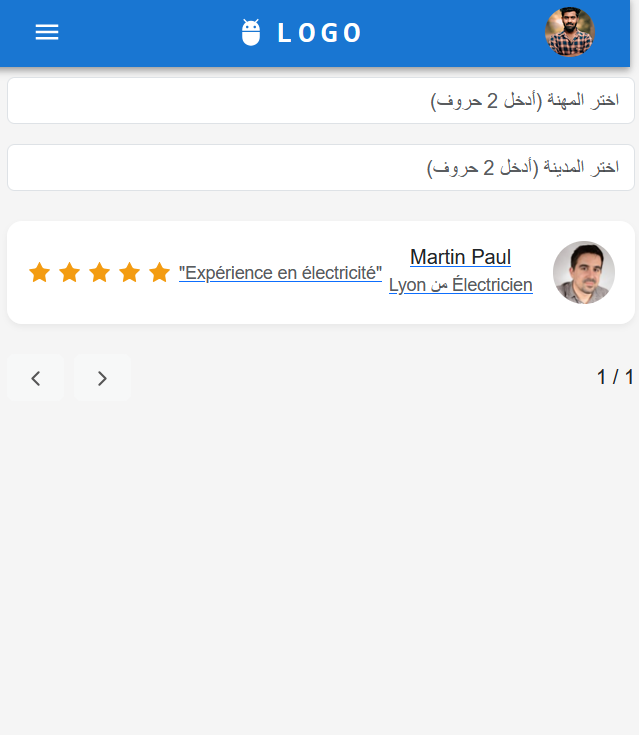 LOGO
اختر المهنة (أدخل 2 حروف)
اختر المدينة (أدخل 2 حروف)
Martin Paul
Électricien من Lyon
"Expérience en électricité"
1 / 1